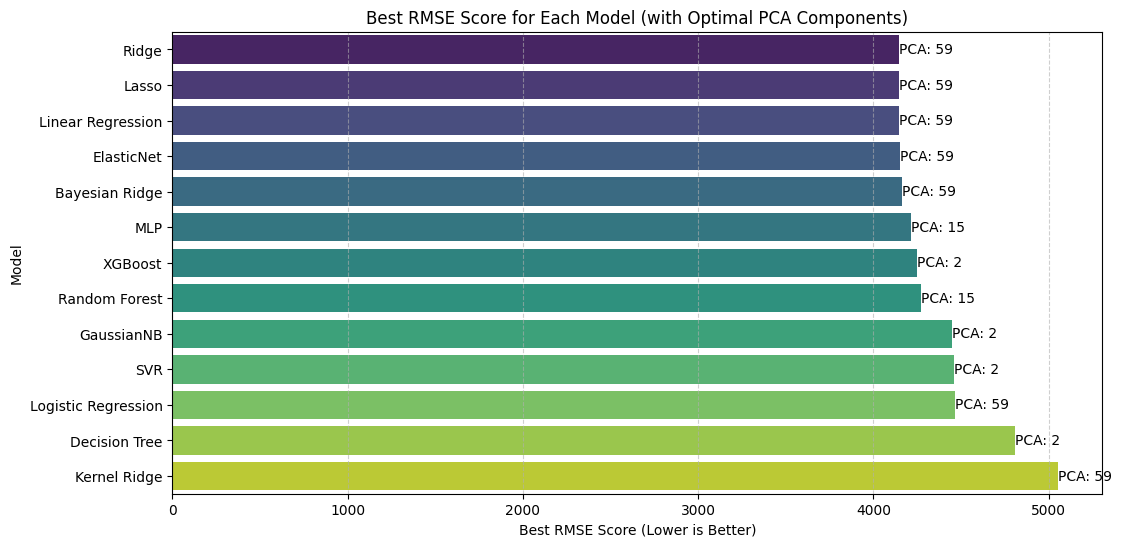 Best RMSE Score for Each Model (with Optimal PCA Components)
Model
Ridge PCA: 59
Lasso PCA: 59
Linear Regression PCA: 59
ElasticNet PCA: 59
Bayesian Ridge PCA: 59
MLP PCA: 15
XGBoost PCA: 2
Random Forest PCA: 15
GaussianNB PCA: 2
SVR PCA: 2
Logistic Regression PCA: 59
Decision Tree PCA: 2
Kernel Ridge PCA: 59
0 1000 2000 3000 4000 5000
Best RMSE Score (Lower is Better)